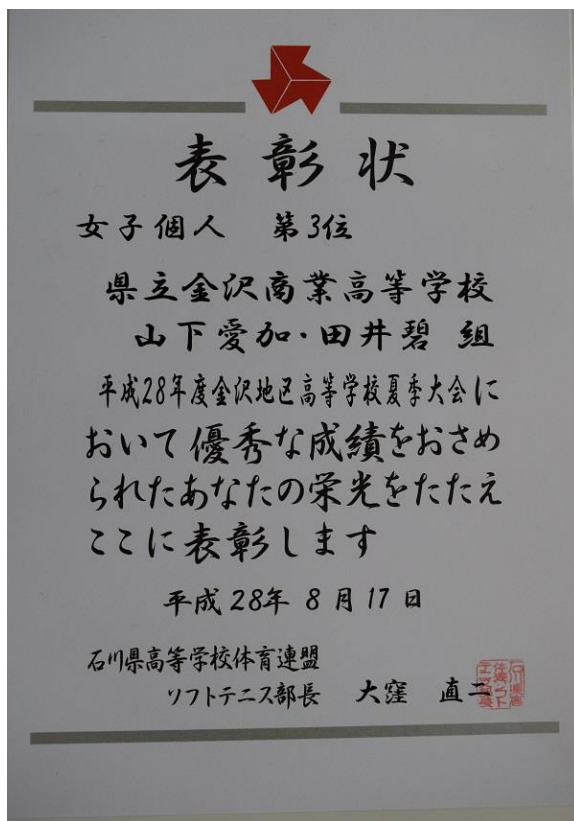 表彰状
女子個人 第3位
県立金沢商業高等学校
山下愛加・田井碧 組
平成28年度金沢地区高等学校夏季大会に
おいて優秀な成績をおさめ
られたあなたの栄光をたたえ
ここに表彰します
平成28年8月17日
石川県高等学校体育連盟
ソフトテニス部長 大窪 直二